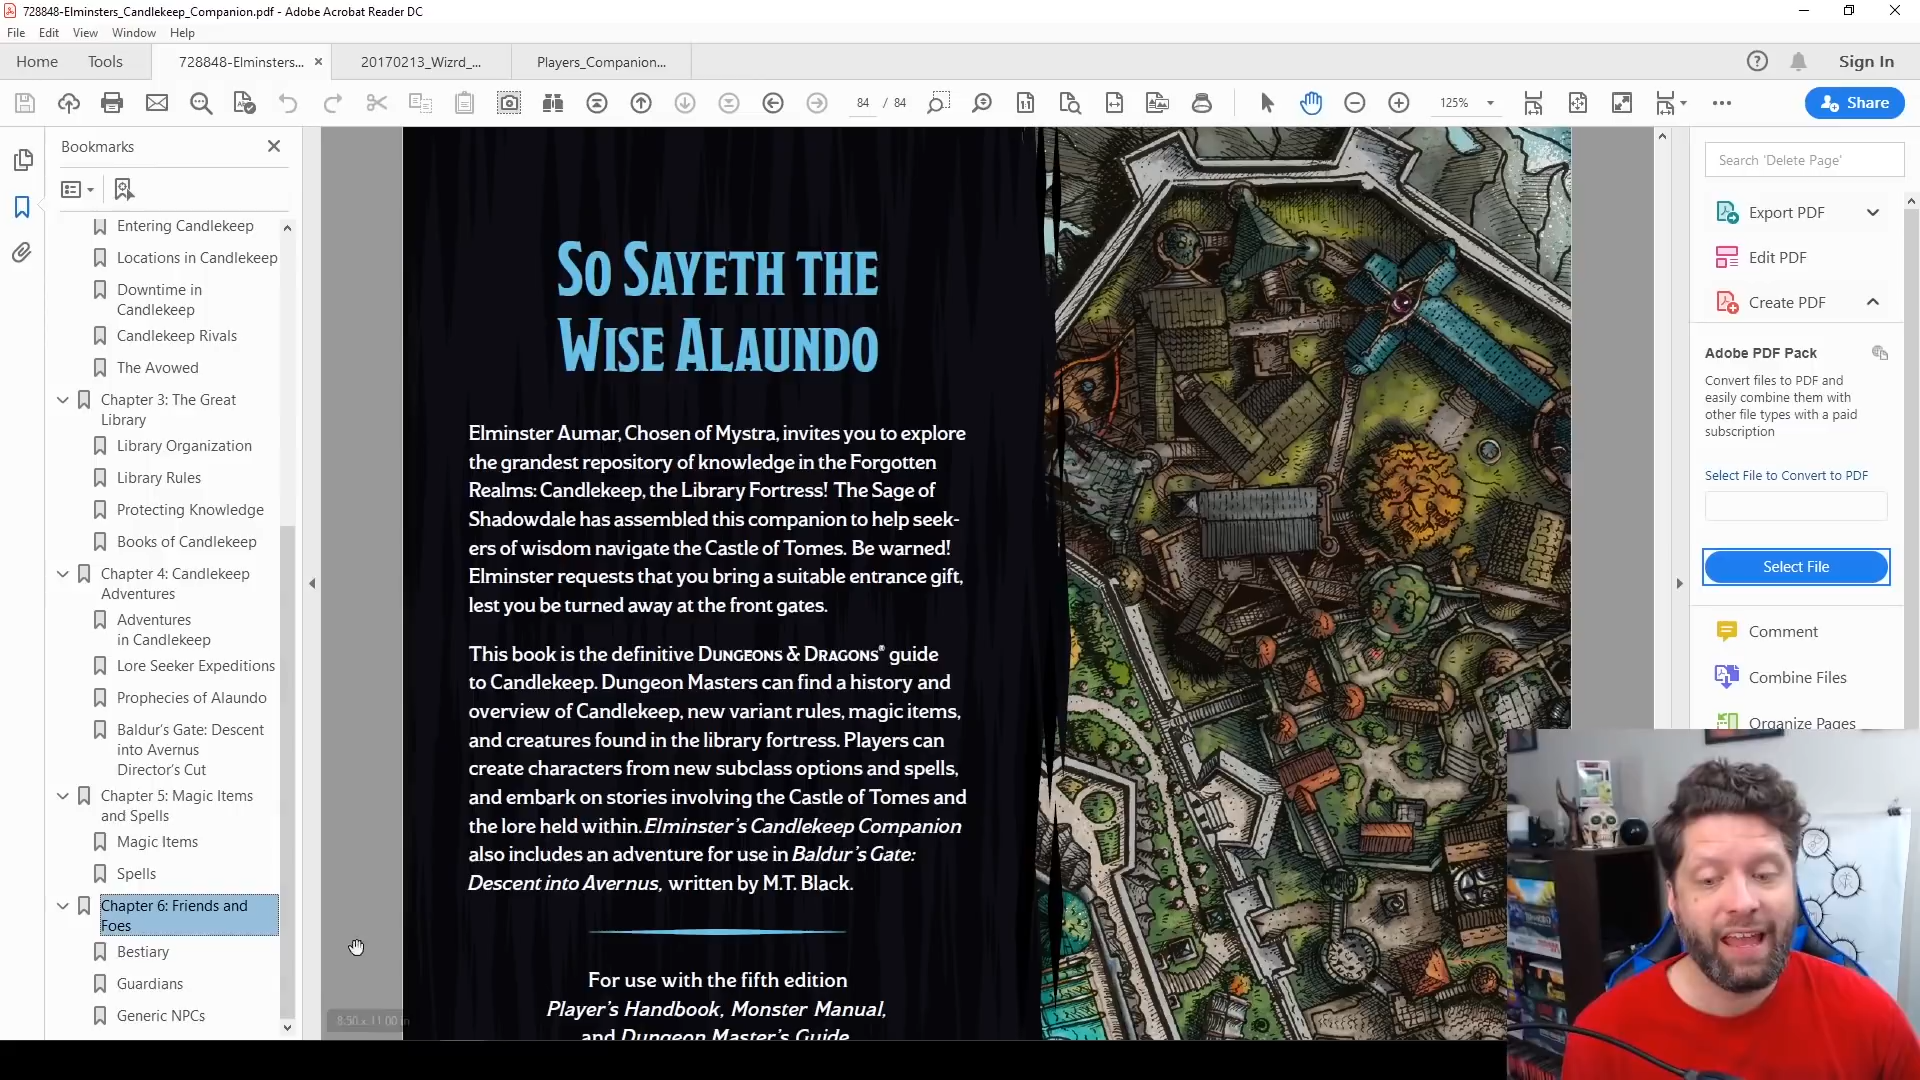 728848-Elminsters_Candlekeep_Companion.pdf - Adobe Acrobat Reader DC
File Edit View Window Help
Home Tools 728848-Elminsters... 20170213_Wizrd_... Players_Companion... Sign In
84 / 84 125% Share
Bookmarks
Entering Candlekeep
Locations in Candlekeep
Downtime in
Candlekeep
Candlekeep Rivals
The Avowed
Chapter 3: The Great
Library
Library Organization
Library Rules
Protecting Knowledge
Books of Candlekeep
Chapter 4: Candlekeep
Adventures
Adventures
in Candlekeep
Lore Seeker Expeditions
Prophecies of Alaundo
Baldur's Gate: Descent
into Avernus
Director's Cut
Chapter 5: Magic Items
and Spells
Magic Items
Spells
Chapter 6: Friends and
Foes
Bestiary
Guardians
Generic NPCs
8.50 x 11.00 in
So Sayeth the
Wise Alaundo
Elminster Aumar, Chosen of Mystra, invites you to explore
the grandest repository of knowledge in the Forgotten
Realms: Candlekeep, the Library Fortress! The Sage of
Shadowdale has assembled this companion to help seek-
ers of wisdom navigate the Castle of Tomes. Be warned!
Elminster requests that you bring a suitable entrance gift,
lest you be turned away at the front gates.
This book is the definitive Dungeons & Dragons® guide
to Candlekeep. Dungeon Masters can find a history and
overview of Candlekeep, new variant rules, magic items,
and creatures found in the library fortress. Players can
create characters from new subclass options and spells,
and embark on stories involving the Castle of Tomes and
the lore held within. Elminster's Candlekeep Companion
also includes an adventure for use in Baldur's Gate:
Descent into Avernus, written by M.T. Black.
For use with the fifth edition
Player's Handbook, Monster Manual,
and Dungeon Master's Guide
Search 'Delete Page'
Export PDF
Edit PDF
Create PDF
Adobe PDF Pack
Convert files to PDF and
easily combine them with
other file types with a paid
subscription
Select File to Convert to PDF
Select File
Comment
Combine Files
Organize Pages